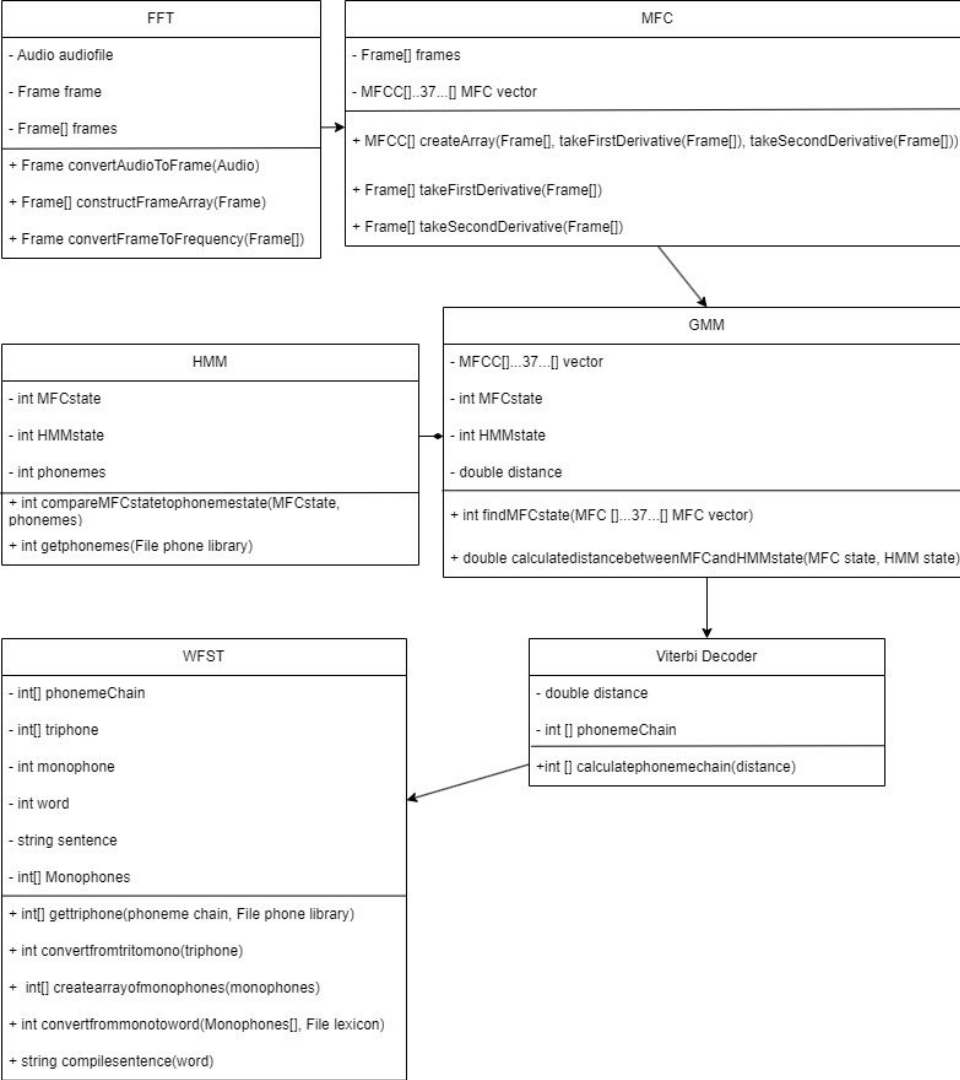 FFT
- Audio audiofile
- Frame frame
- Frame[] frames
+ Frame convertAudioToFrame(Audio)
+ Frame[] constructFrameArray(Frame)
+ Frame convertFrameToFrequency(Frame[])
MFC
- Frame[] frames
- MFCC[]..37...[] MFC vector
+ MFCC[] createArray(Frame[], takeFirstDerivative(Frame[]), takeSecondDerivative(Frame[]))
+ Frame[] takeFirstDerivative(Frame[])
+ Frame[] takeSecondDerivative(Frame[])
HMM
- int MFCstate
- int HMMstate
- int phonemes
+ int compareMFCstatetophonemestate(MFCstate,
phonemes)
+ int getphonemes(File phone library)
GMM
- MFCC[]...37...[] vector
- int MFCstate
- int HMMstate
- double distance
+ int findMFCstate(MFC []...37...[] MFC vector)
+ double calculatedistancebetweenMFCandHMMstate(MFC state, HMM state)
WFST
- int[] phonemeChain
- int[] triphone
- int monophone
- int word
- string sentence
- int[] Monophones
+ int[] gettriphone(phoneme chain, File phone library)
+ int convertfromtritomono(triphone)
+ int[] createarrayofmonophones(monophones)
+ int convertfrommonotoword(Monophones[], File lexicon)
+ string compilesentence(word)
Viterbi Decoder
- double distance
- int [] phonemeChain
+int [] calculatephonemechain(distance)